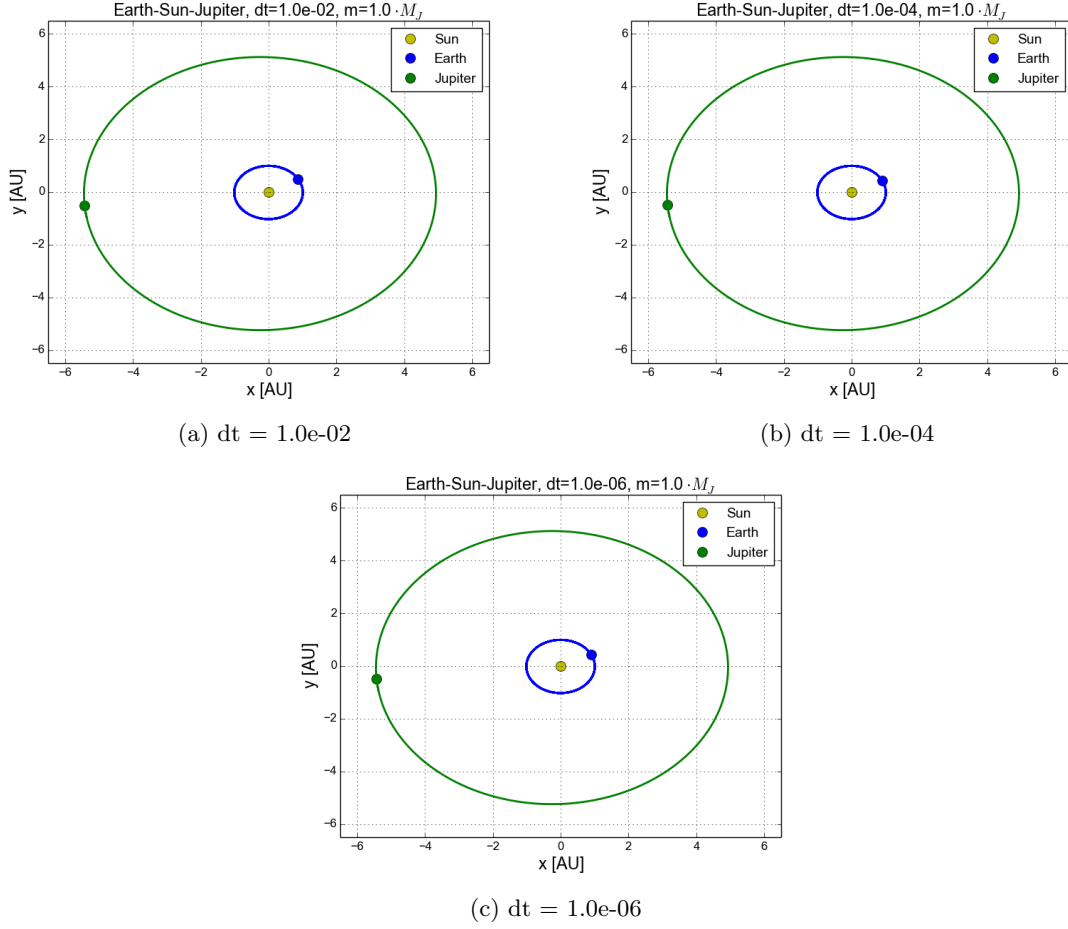 Earth-Sun-Jupiter, dt=1.0e-02, m=1.0 ·M_J
6
4
2
0
−2
−4
−6
y [AU]
−6 −4 −2 0 2 4 6
x [AU]
Sun
Earth
Jupiter
(a) dt = 1.0e-02
Earth-Sun-Jupiter, dt=1.0e-04, m=1.0 ·M_J
6
4
2
0
−2
−4
−6
y [AU]
−6 −4 −2 0 2 4 6
x [AU]
Sun
Earth
Jupiter
(b) dt = 1.0e-04
Earth-Sun-Jupiter, dt=1.0e-06, m=1.0 ·M_J
6
4
2
0
−2
−4
−6
y [AU]
−6 −4 −2 0 2 4 6
x [AU]
Sun
Earth
Jupiter
(c) dt = 1.0e-06